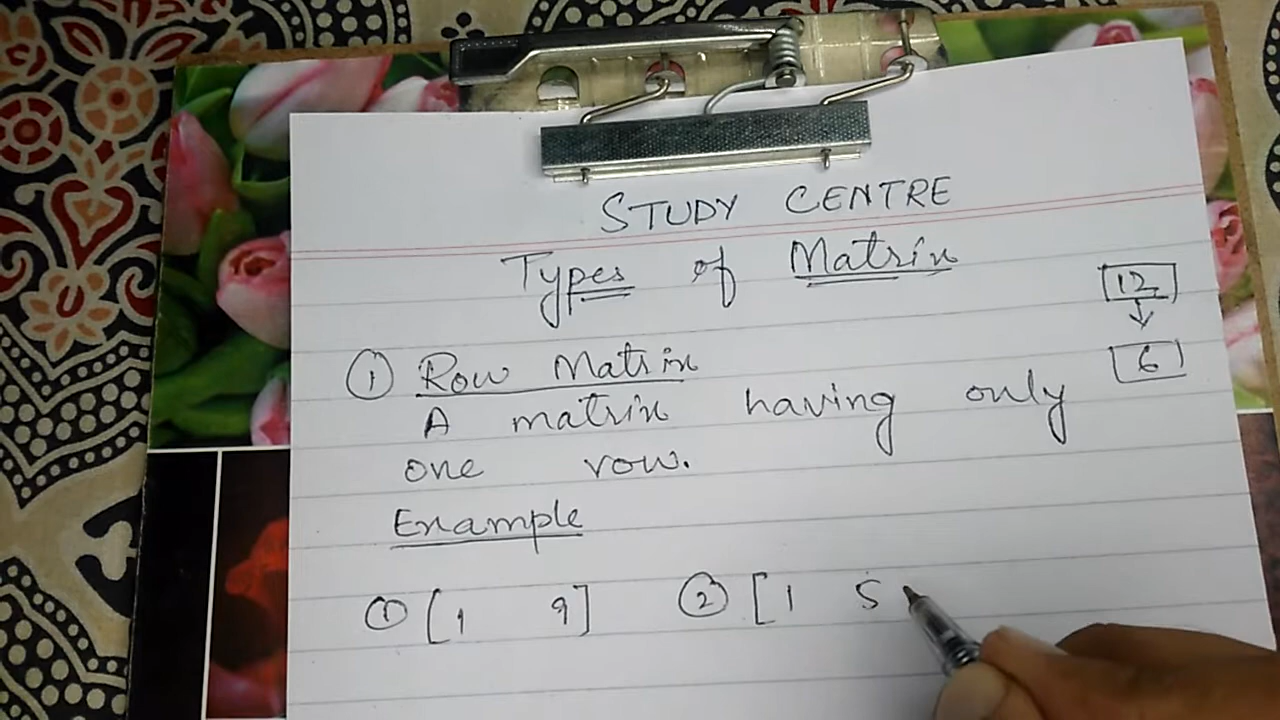 STUDY CENTRE
Types of Matrix
12
↓
6
① Row Matrix
A matrix having only
one row.
Example
① [1 9] ② [1 5